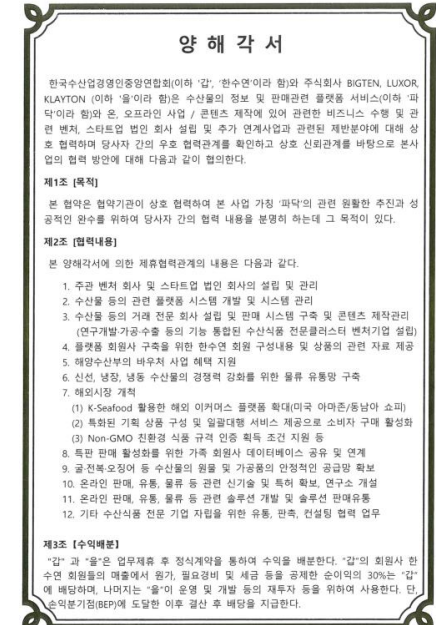 양 해 각 서
한국수산업경영인중앙연합회(이하 '갑', '한수연'이라 함)와 주식회사 BIGTEN, LUXOR,
KLAYTON (이하 '을'이라 함)은 수산물의 정보 및 판매관련 플랫폼 서비스(이하 '파
닥'이라 함)와 온, 오프라인 사업 / 콘텐츠 제작에 있어 관련한 비즈니스 수행 및 관
련 벤처, 스타트업 법인 회사 설립 및 추가 연계사업과 관련된 제반분야에 대해 상
호 협력하며 당사자 간의 우호 협력관계를 확인하고 상호 신뢰관계를 바탕으로 본사
업의 협력 방안에 대해 다음과 같이 협의한다.
제1조 [목적]
본 협약은 협약기관이 상호 협력하여 본 사업 가칭 '파닥'의 관련 원활한 추진과 성
공적인 완수를 위하여 당사자 간의 협력 내용을 분명히 하는데 그 목적이 있다.
제2조 [협력내용]
본 양해각서에 의한 제휴협력관계의 내용은 다음과 같다.
1. 주관 벤처 회사 및 스타트업 법인 회사의 설립 및 관리
2. 수산물 등의 관련 플랫폼 시스템 개발 및 시스템 관리
3. 수산물 등의 거래 전문 회사 설립 및 판매 시스템 구축 및 콘텐츠 제작관리
(연구개발·가공·수출 등의 기능 통합된 수산식품 전문클러스터 벤처기업 설립)
4. 플랫폼 회원사 구축을 위한 한수연 회원 구성내용 및 상품의 관련 자료 제공
5. 해양수산부의 바우처 사업 혜택 지원
6. 신선, 냉장, 냉동 수산물의 경쟁력 강화를 위한 물류 유통망 구축
7. 해외시장 개척
(1) K-Seafood 활용한 해외 이커머스 플랫폼 확대(미국 아마존/동남아 쇼피)
(2) 특화된 기획 상품 구성 및 일괄대행 서비스 제공으로 소비자 구매 활성화
(3) Non-GMO 친환경 식품 규격 인증 획득 조건 지원 등
8. 특판 판매 활성화를 위한 가족 회원사 데이터베이스 공유 및 연계
9. 굴·전복·오징어 등 수산물의 원물 및 가공품의 안정적인 공급망 확보
10. 온라인 판매, 유통, 물류 등 관련 신기술 및 특허 확보, 연구소 개설
11. 온라인 판매, 유통, 물류 등 관련 솔루션 개발 및 솔루션 판매유통
12. 기타 수산식품 전문 기업 자립을 위한 유통, 판촉, 컨설팅 협력 업무
제3조 【수익배분】
"갑" 과 "을"은 업무제휴 후 정식계약을 통하여 수익을 배분한다. "갑"의 회원사 한
수연 회원들의 매출에서 원가, 필요경비 및 세금 등을 공제한 순이익의 30%는 "갑"
에 배당하며, 나머지는 "을"이 운영 및 개발 등의 재투자 등을 위하여 사용한다. 단,
손익분기점(BEP)에 도달한 이후 결산 후 배당을 지급한다.